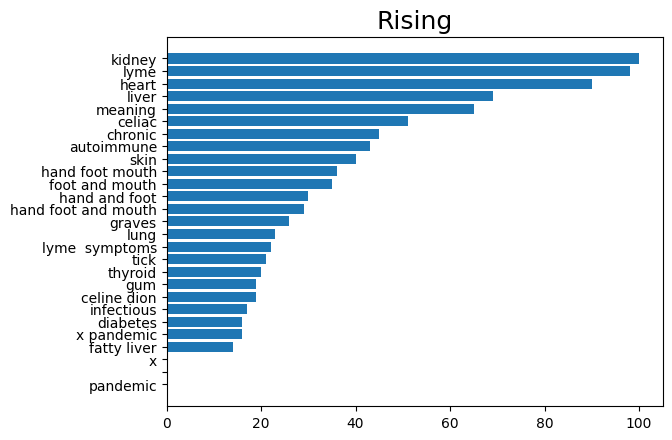 Rising
kidney
lyme
heart
liver
meaning
celiac
chronic
autoimmune
skin
hand foot mouth
foot and mouth
hand and foot
hand foot and mouth
graves
lung
lyme  symptoms
tick
thyroid
gum
celine dion
infectious
diabetes
x pandemic
fatty liver
x
pandemic
0 20 40 60 80 100